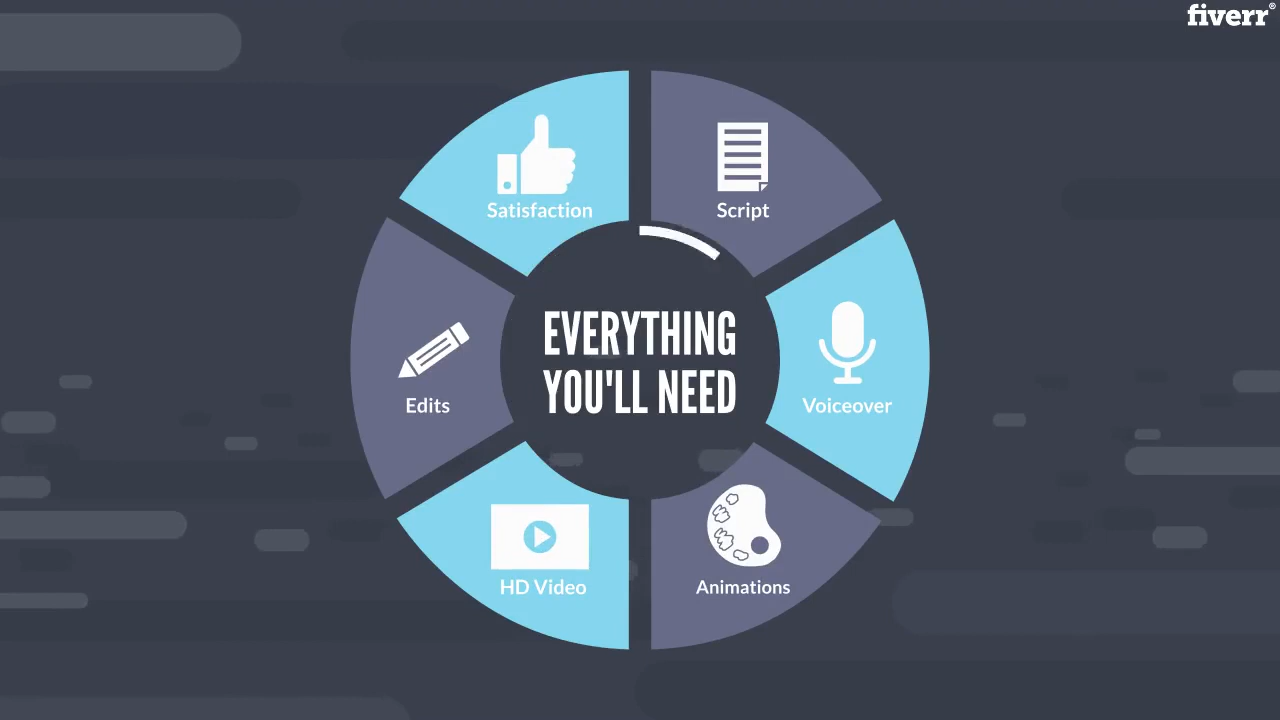 fiverr®
Satisfaction
Script
EVERYTHING
YOU'LL NEED
Edits
Voiceover
HD Video
Animations